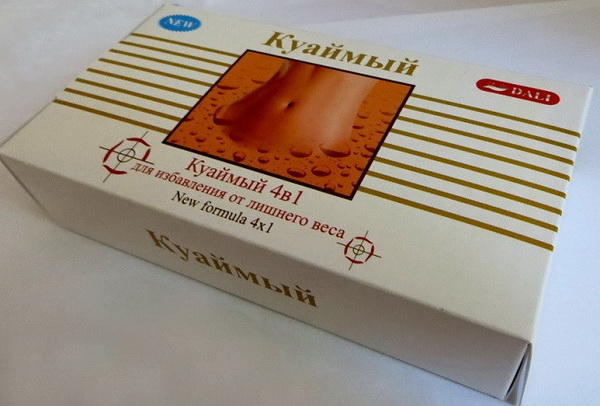 NEW
Куаймый
DALI
Куаймый 4в1
для избавления от лишнего веса
New formula 4x1
Куаймый